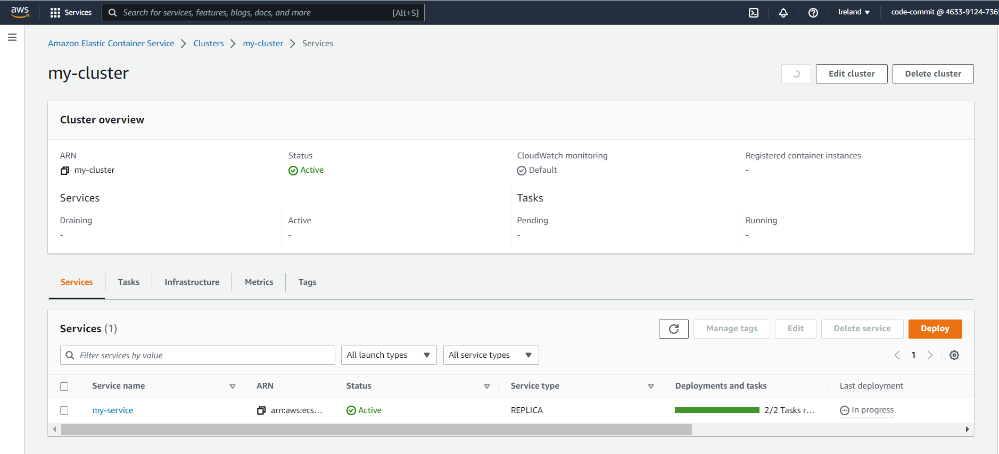 aws Services Search for services, features, blogs, docs, and more [Alt+S] Ireland code-commit @ 4633-9124-736
Amazon Elastic Container Service Clusters my-cluster Services
my-cluster Edit cluster Delete cluster
Cluster overview
ARN Status CloudWatch monitoring Registered container instances
my-cluster Active Default -
Services Tasks
Draining Active Pending Running
- - - -
Services Tasks Infrastructure Metrics Tags
Services (1) Manage tags Edit Delete service Deploy
Filter services by value All launch types All service types 1
Service name ARN Status Service type Deployments and tasks Last deployment
my-service arn:aws:ecs... Active REPLICA 2/2 Tasks r... In progress